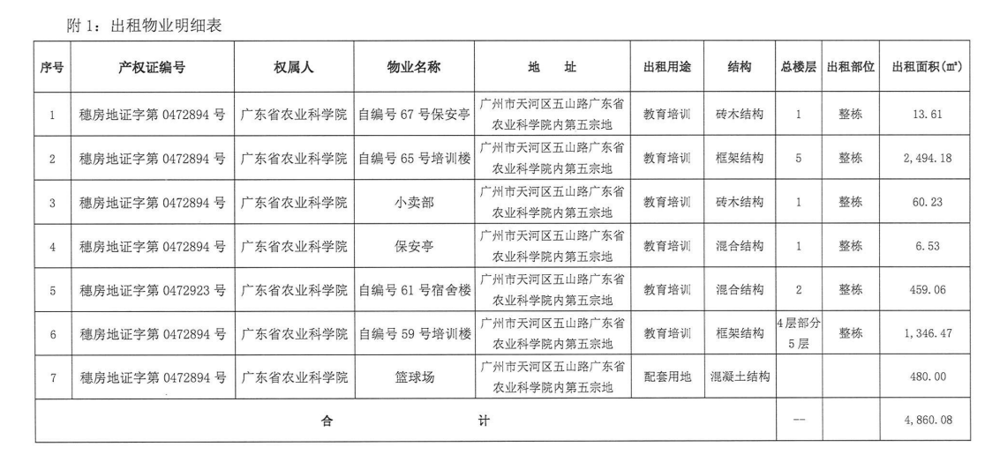 附 1：出租物业明细表
序号 产权证编号 权属人 物业名称 地 址 出租用途 结构 总楼层 出租部位 出租面积(㎡)
1 穗房地证字第 0472894 号 广东省农业科学院 自编号 67 号保安亭 广州市天河区五山路广东省 教育培训 砖木结构 1 整栋 13.61
农业科学院内第五宗地
2 穗房地证字第 0472894 号 广东省农业科学院 自编号 65 号培训楼 广州市天河区五山路广东省 教育培训 框架结构 5 整栋 2,494.18
农业科学院内第五宗地
3 穗房地证字第 0472894 号 广东省农业科学院 小卖部 广州市天河区五山路广东省 教育培训 砖木结构 1 整栋 60.23
农业科学院内第五宗地
4 穗房地证字第 0472894 号 广东省农业科学院 保安亭 广州市天河区五山路广东省 教育培训 混合结构 1 整栋 6.53
农业科学院内第五宗地
5 穗房地证字第 0472923 号 广东省农业科学院 自编号 61 号宿舍楼 广州市天河区五山路广东省 教育培训 混合结构 2 整栋 459.06
农业科学院内第五宗地
6 穗房地证字第 0472894 号 广东省农业科学院 自编号 59 号培训楼 广州市天河区五山路广东省 教育培训 框架结构 4层部分 整栋 1,346.47
农业科学院内第五宗地 5 层
7 穗房地证字第 0472894 号 广东省农业科学院 篮球场 广州市天河区五山路广东省 配套用地 混凝土结构 480.00
农业科学院内第五宗地
合 计 -- 4,860.08